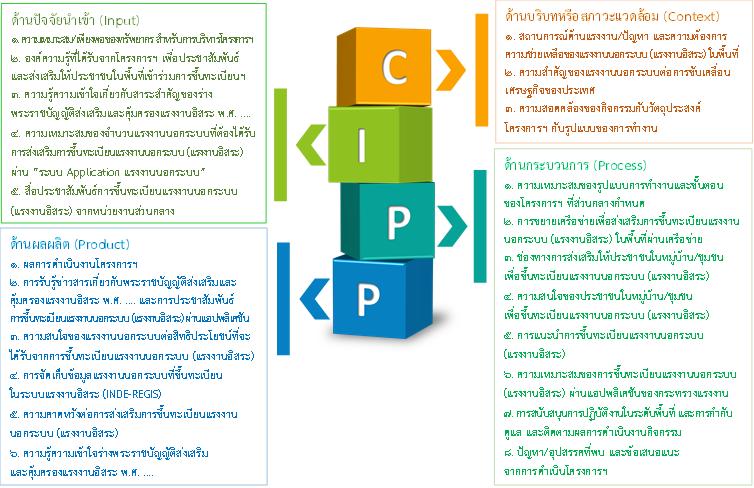 ด้านปัจจัยนำเข้า (Input)
๑. ความเหมาะสม/เพียงพอของทรัพยากร สำหรับการบริหารโครงการฯ
๒. องค์ความรู้ที่ได้รับจากโครงการฯ เพื่อประชาสัมพันธ์
และส่งเสริมให้ประชาชนในพื้นที่เข้าร่วมการขึ้นทะเบียนฯ
๓. ความรู้ความเข้าใจเกี่ยวกับสาระสำคัญของร่าง
พระราชบัญญัติส่งเสริมและคุ้มครองแรงงานอิสระ พ.ศ. ....
๔. ความเหมาะสมของจำนวนแรงงานนอกระบบที่ต้องได้รับ
การส่งเสริมการขึ้นทะเบียนแรงงานนอกระบบ (แรงงานอิสระ)
ผ่าน "ระบบ Application แรงงานนอกระบบ"
๕. สื่อประชาสัมพันธ์การขึ้นทะเบียนแรงงานนอกระบบ
(แรงงานอิสระ) จากหน่วยงานส่วนกลาง
ด้านบริบทหรือสภาวะแวดล้อม (Context)
๑. สถานการณ์ด้านแรงงาน/ปัญหา และความต้องการ
ความช่วยเหลือของแรงงานนอกระบบ (แรงงานอิสระ) ในพื้นที่
๒. ความสำคัญของแรงงานนอกระบบต่อการขับเคลื่อน
เศรษฐกิจของประเทศ
๓. ความสอดคล้องของกิจกรรมกับวัตถุประสงค์
โครงการฯ กับรูปแบบของการทำงาน
C
I
P
P
ด้านผลผลิต (Product)
๑. ผลการดำเนินงานโครงการฯ
๒. การรับรู้ข่าวสารเกี่ยวกับพระราชบัญญัติส่งเสริมและ
คุ้มครองแรงงานอิสระ พ.ศ. .... และการประชาสัมพันธ์
การขึ้นทะเบียนแรงงานนอกระบบ (แรงงานอิสระ) ผ่านแอปพลิเคชัน
๓. ความสนใจของแรงงานนอกระบบต่อสิทธิประโยชน์ที่จะ
ได้รับจากการขึ้นทะเบียนแรงงานนอกระบบ (แรงงานอิสระ)
๔. การจัดเก็บข้อมูลแรงงานนอกระบบที่ขึ้นทะเบียน
ในระบบแรงงานอิสระ (INDE-REGIS)
๕. ความคาดหวังต่อการส่งเสริมการขึ้นทะเบียนแรงงาน
นอกระบบ (แรงงานอิสระ)
๖. ความรู้ความเข้าใจร่างพระราชบัญญัติส่งเสริม
และคุ้มครองแรงงานอิสระ พ.ศ. ....
ด้านกระบวนการ (Process)
๑. ความเหมาะสมของรูปแบบการทำงานและขั้นตอน
ของโครงการฯ ที่ส่วนกลางกำหนด
๒. การขยายเครือข่ายเพื่อส่งเสริมการขึ้นทะเบียนแรงงาน
นอกระบบ (แรงงานอิสระ) ในพื้นที่ผ่านเครือข่าย
๓. ช่องทางการส่งเสริมให้ประชาชนในหมู่บ้าน/ชุมชน
เพื่อขึ้นทะเบียนแรงงานนอกระบบ (แรงงานอิสระ)
๔. ความสนใจของประชาชนในหมู่บ้าน/ชุมชน
เพื่อขึ้นทะเบียนแรงงานนอกระบบ (แรงงานอิสระ)
๕. การแนะนำการขึ้นทะเบียนแรงงานนอกระบบ
(แรงงานอิสระ)
๖. ความเหมาะสมของการขึ้นทะเบียนแรงงานนอกระบบ
(แรงงานอิสระ) ผ่านแอปพลิเคชันของกระทรวงแรงงาน
๗. การสนับสนุนการปฏิบัติงานในระดับพื้นที่ และการกำกับ
ดูแล และติดตามผลการดำเนินงานกิจกรรม
๘. ปัญหา/อุปสรรคที่พบ และข้อเสนอแนะ
จากการดำเนินโครงการฯ